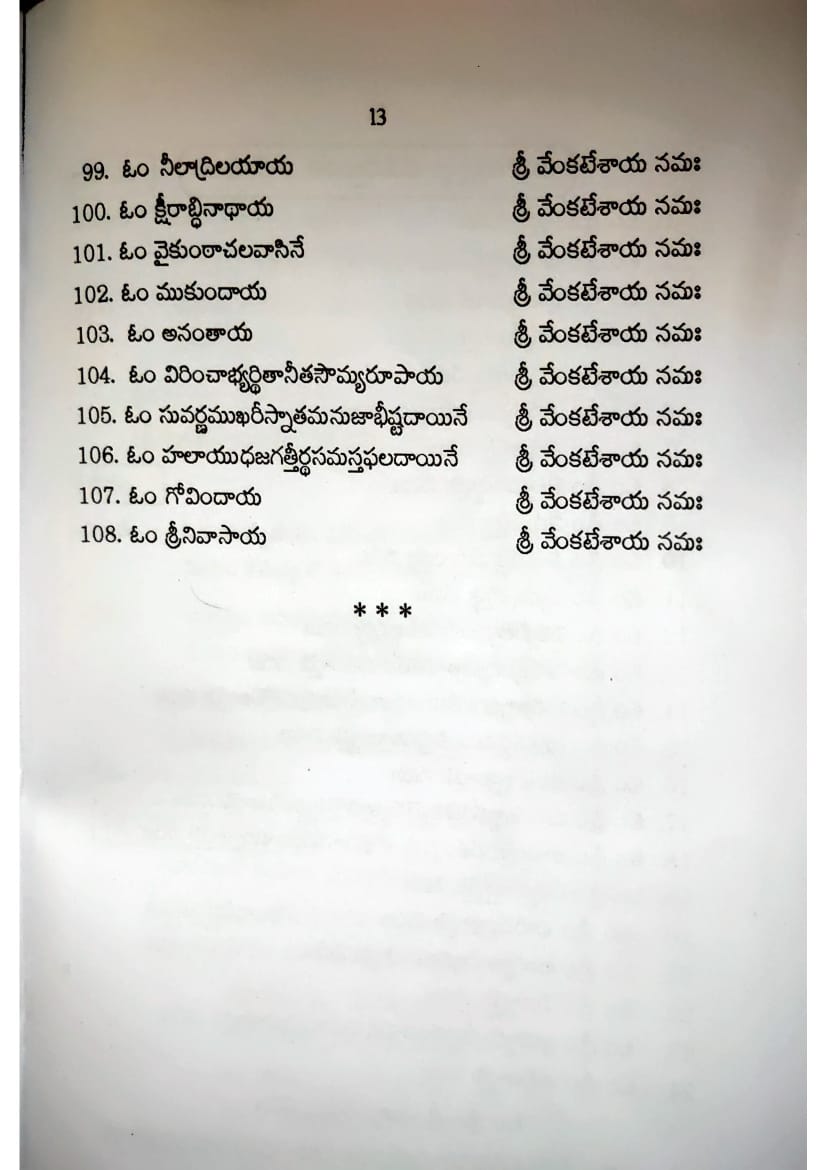 13
99. ఓం నీలాద్రిలయాయ శ్రీ వేంకటేశాయ నమః
100. ఓం క్షీరాబ్ధినాథాయ శ్రీ వేంకటేశాయ నమః
101. ఓం వైకుంఠాచలవాసినే శ్రీ వేంకటేశాయ నమః
102. ఓం ముకుందాయ శ్రీ వేంకటేశాయ నమః
103. ఓం అనంతాయ శ్రీ వేంకటేశాయ నమః
104. ఓం విరించాభ్యర్థితానీతసౌమ్యరూపాయ శ్రీ వేంకటేశాయ నమః
105. ఓం సువర్ణముఖరీస్నాతమనుజాభీష్టదాయినే శ్రీ వేంకటేశాయ నమః
106. ఓం హలాయుధజగత్తీర్థసమస్తఫలదాయినే శ్రీ వేంకటేశాయ నమః
107. ఓం గోవిందాయ శ్రీ వేంకటేశాయ నమః
108. ఓం శ్రీనివాసాయ శ్రీ వేంకటేశాయ నమః
* * *